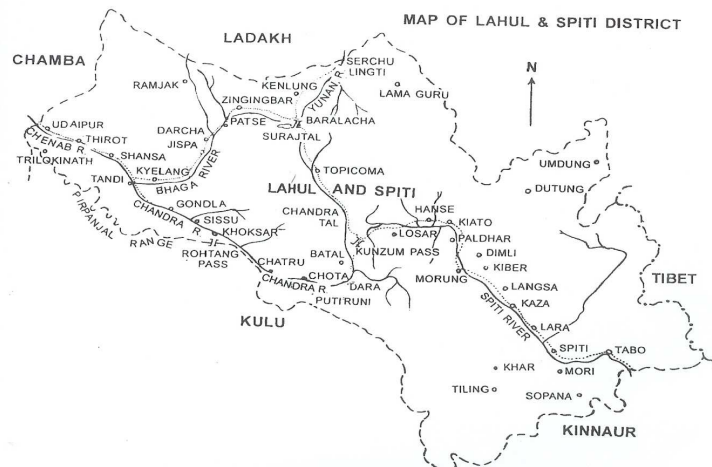 MAP OF LAHUL & SPITI DISTRICT
LADAKH
CHAMBA
N
SERCHU
LINGTI
KENLUNG
YUNAN R.
LAMA GURU
RAMJAK
ZINGINGBAR
BARALACHA
PATSE
SURAJTAL
UDAIPUR
CHENAB R.
THIROT
DARCHA
JISPA
TRILOKINATH
SHANSA
KYELANG
TANDI
BHAGA RIVER
TOPICOMA
UMDUNG
DUTUNG
LAHUL AND SPITI
PIRPANJAL
RANGE
CHANDRA R.
GONDLA
SISSU
KHOKSAR
ROHTANG
PASS
CHANDRA
TAL
HANSE
KIATO
LOSAR
PALDHAR
KUNZUM PASS
DIMLI
KIBER
BATAL
CHATRU
CHOTA
DARA
CHANDRA R.
PUTI'RUNI
MORUNG
LANGSA
KAZA
TIBET
KULU
SPITI RIVER
LARA
SPITI
TABO
KHAR
MORI
TILING
SOPANA
KINNAUR